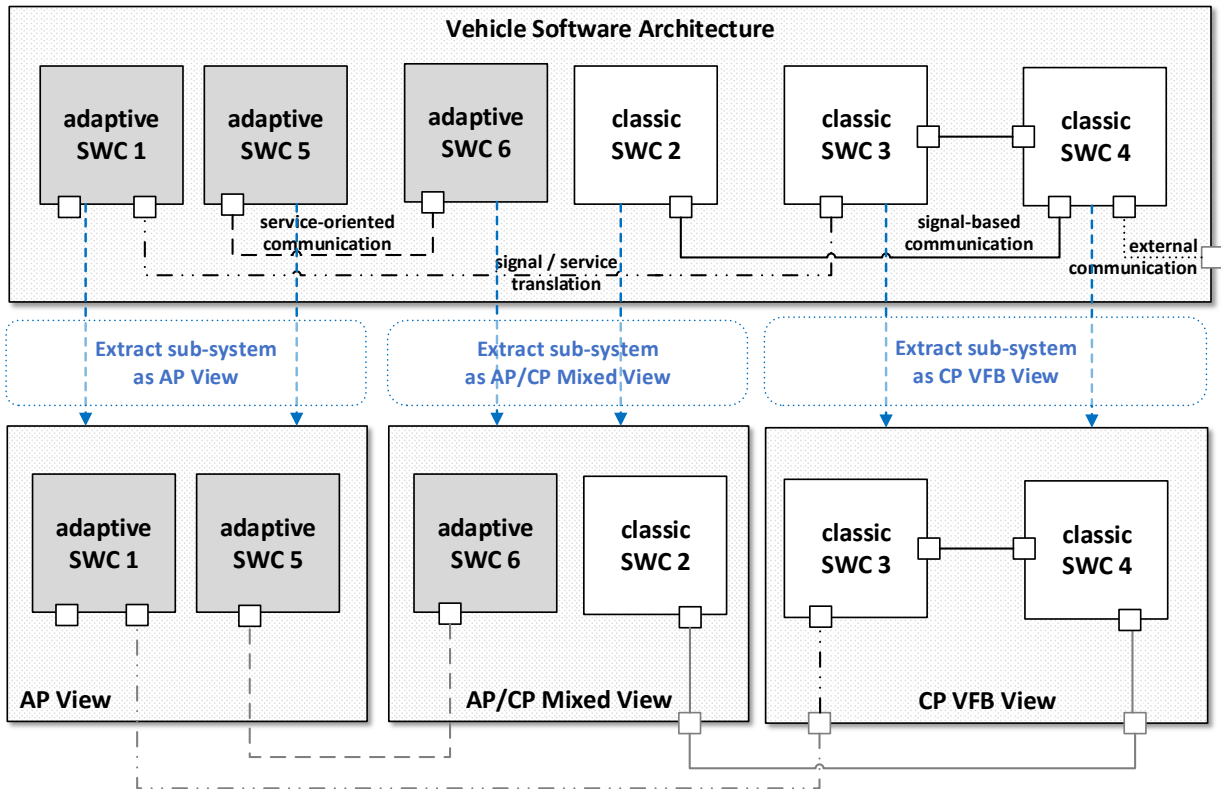 Vehicle Software Architecture
adaptive
SWC 1
adaptive
SWC 5
adaptive
SWC 6
classic
SWC 2
classic
SWC 3
classic
SWC 4
service-oriented
communication
signal / service
translation
signal-based
communication
external
communication
Extract sub-system
as AP View
Extract sub-system
as AP/CP Mixed View
Extract sub-system
as CP VFB View
adaptive
SWC 1
adaptive
SWC 5
adaptive
SWC 6
classic
SWC 2
classic
SWC 3
classic
SWC 4
AP View
AP/CP Mixed View
CP VFB View